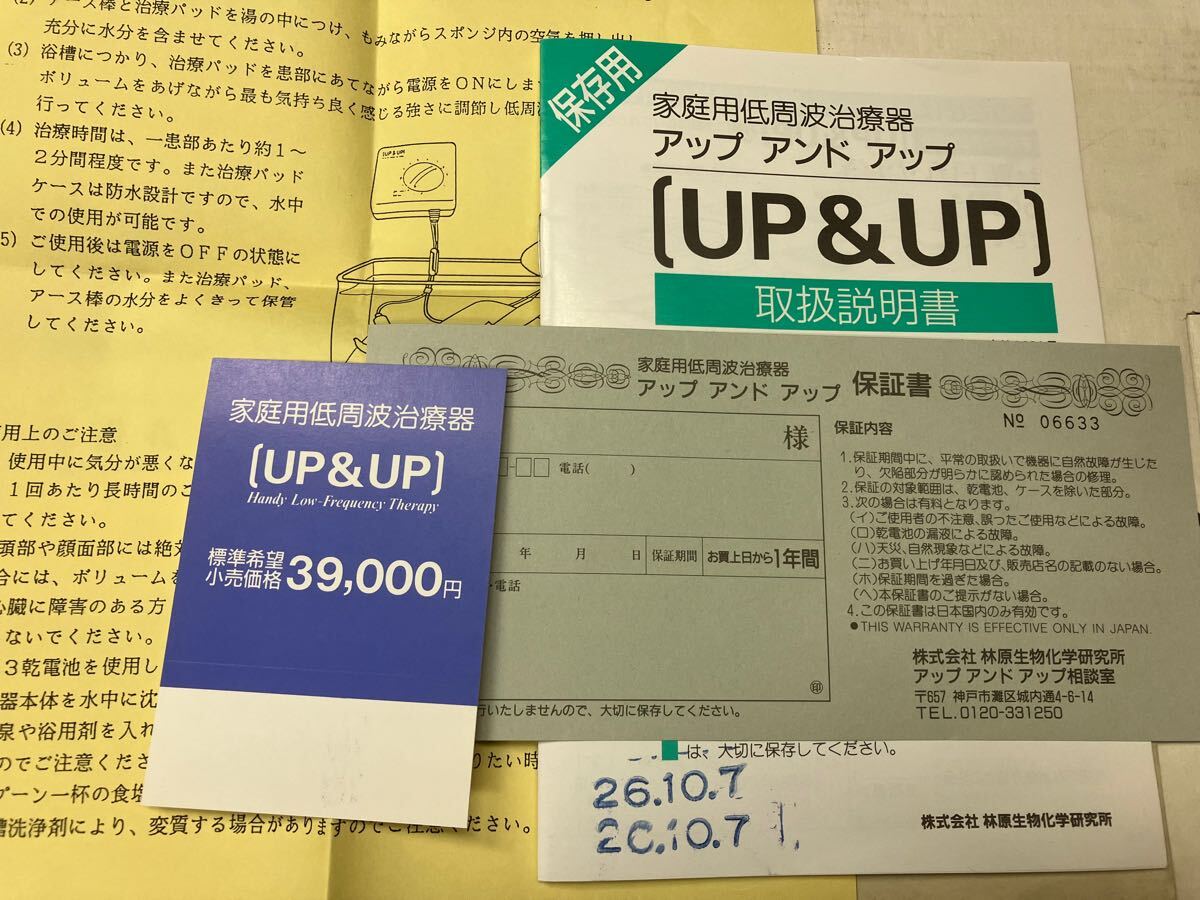 アース棒と治療パッドを湯の中につけ、もみながらスポンジ内の空気を押し出し
充分に水分を含ませてください。
(3) 浴槽につかり、治療パッドを患部にあてながら電源をONにしま
ボリュームをあげながら最も気持ち良く感じる強さに調節し低周
行ってください。
(4) 治療時間は、一患部あたり約1～
2分間程度です。また治療パッド
ケースは防水設計ですので、水中
での使用が可能です。
5) ご使用後は電源をOFFの状態に
してください。また治療パッド、
アース棒の水分をよくきって保管
してください。
[UP&UP]
用上のご注意
使用中に気分が悪くな
1回あたり長時間のご
てください。
頭部や顔面部には絶対
合には、ボリュームを
心臓に障害のある方
ないでください。
3乾電池を使用し
器本体を水中に沈
泉や浴用剤を入れ
のでご注意くださ
りたい時
プーン一杯の食塩
槽洗浄剤により、変質する場合がありますのでご注意ください。
保存用
家庭用低周波治療器
アップ アンド アップ
[UP&UP]
取扱説明書
は、大切に保存してください。
26.10.7
20.10.7
株式会社 林原生物化学研究所
家庭用低周波治療器
アップ アンド アップ 保証書
№ 06633
様
電話( )
年 月 日
保証期間
お買上日から1年間
・電話
印
行いたしませんので、大切に保存してください。
保証内容
1.保証期間中に、平常の取扱いで機器に自然故障が生じた
り、欠陥部分が明らかに認められた場合の修理。
2.保証の対象範囲は、乾電池、ケースを除いた部分。
3.次の場合は有料となります。
(イ)ご使用者の不注意、誤ったご使用などによる故障。
(ロ)乾電池の漏液による故障。
(ハ)天災、自然現象などによる故障。
(ニ)お買い上げ年月日及び、販売店名の記載のない場合。
(ホ)保証期間を過ぎた場合。
(ヘ)本保証書のご提示がない場合。
4.この保証書は日本国内のみ有効です。
●THIS WARRANTY IS EFFECTIVE ONLY IN JAPAN.
株式会社 林原生物化学研究所
アップ アンド アップ相談室
〒657 神戸市灘区城内通4-6-14
TEL.0120-331250
家庭用低周波治療器
[UP&UP]
Handy Low-Frequency Therapy
標準希望
小売価格39,000円